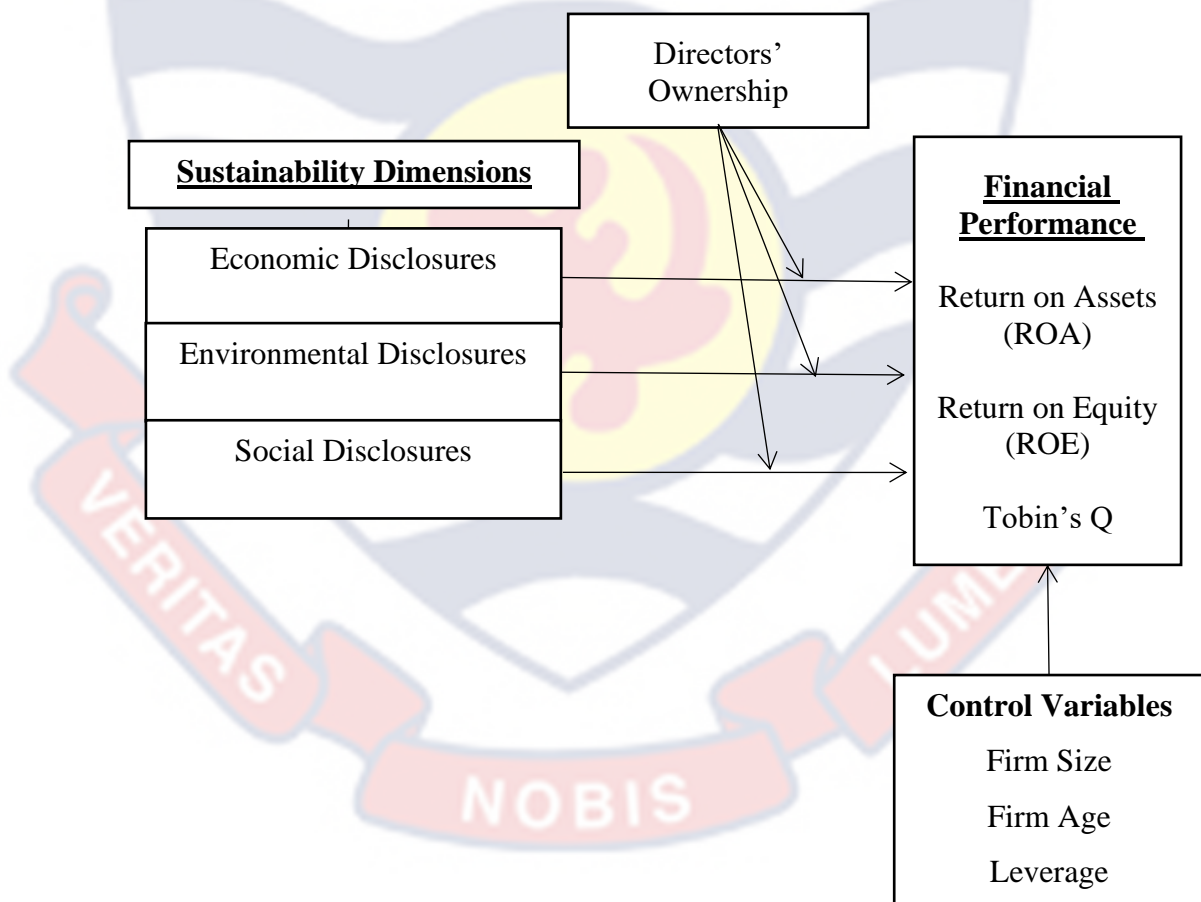 Directors’
Ownership
Sustainability Dimensions
Economic Disclosures
Environmental Disclosures
Social Disclosures
Financial
Performance
Return on Assets
(ROA)
Return on Equity
(ROE)
Tobin’s Q
Control Variables
Firm Size
Firm Age
Leverage
VERITAS
NOBIS
LUME